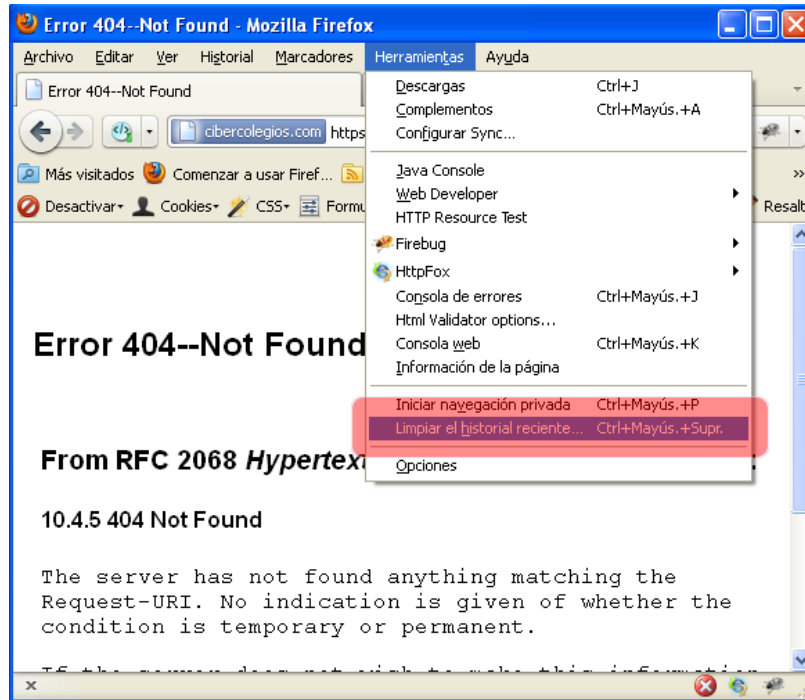 Error 404--Not Found - Mozilla Firefox
Archivo Editar Ver Historial Marcadores Herramientas Ayuda
Error 404--Not Found
cibercolegios.com https
Más visitados Comenzar a usar Firef...
Desactivar Cookies CSS Formu Resalt
Descargas Ctrl+J
Complementos Ctrl+Mayús.+A
Configurar Sync...
Java Console
Web Developer
HTTP Resource Test
Firebug
HttpFox
Consola de errores Ctrl+Mayús.+J
Html Validator options...
Consola web Ctrl+Mayús.+K
Información de la página
Iniciar navegación privada Ctrl+Mayús.+P
Limpiar el historial reciente... Ctrl+Mayús.+Supr.
Opciones
Error 404--Not Found
From RFC 2068 Hypertext
10.4.5 404 Not Found
The server has not found anything matching the
Request-URI. No indication is given of whether the
condition is temporary or permanent.